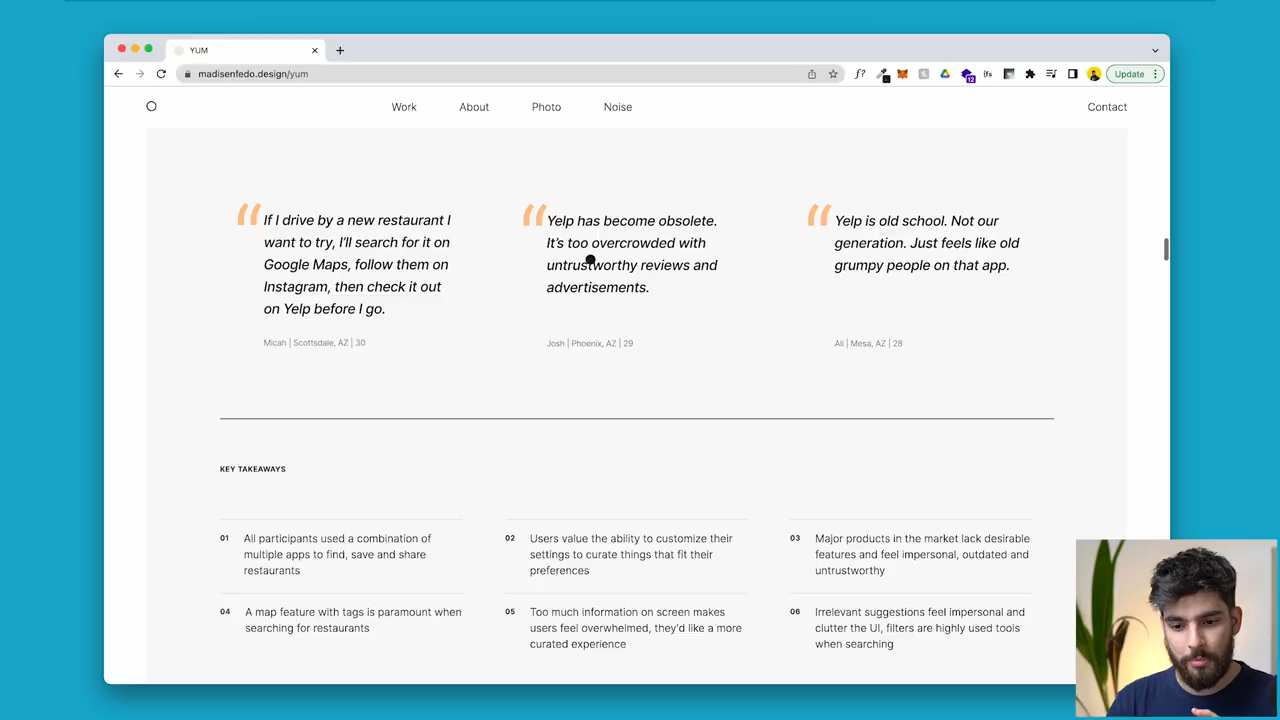 YUM
madisenfedo.design/yum
f?
12
Update
Work
About
Photo
Noise
Contact
“
If I drive by a new restaurant I
want to try, I'll search for it on
Google Maps, follow them on
Instagram, then check it out
on Yelp before I go.
Micah | Scottsdale, AZ | 30
“
Yelp has become obsolete.
It's too overcrowded with
untrustworthy reviews and
advertisements.
Josh | Phoenix, AZ | 29
“
Yelp is old school. Not our
generation. Just feels like old
grumpy people on that app.
Ali | Mesa, AZ | 28
KEY TAKEAWAYS
01 All participants used a combination of
multiple apps to find, save and share
restaurants
02 Users value the ability to customize their
settings to curate things that fit their
preferences
03 Major products in the market lack desirable
features and feel impersonal, outdated and
untrustworthy
04 A map feature with tags is paramount when
searching for restaurants
05 Too much information on screen makes
users feel overwhelmed, they'd like a more
curated experience
06 Irrelevant suggestions feel impersonal and
clutter the UI, filters are highly used tools
when searching